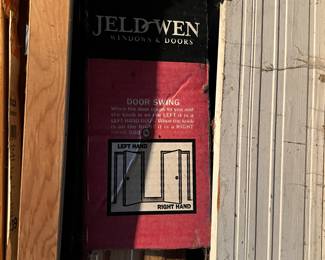 JELD-WEN
WINDOWS & DOORS
DOOR SWING
When the door opens to you and
the knob is on the LEFT it is a
LEFT HAND DOOR. When the knob
is on the RIGHT it is a RIGHT
LEFT HAND
RIGHT HAND